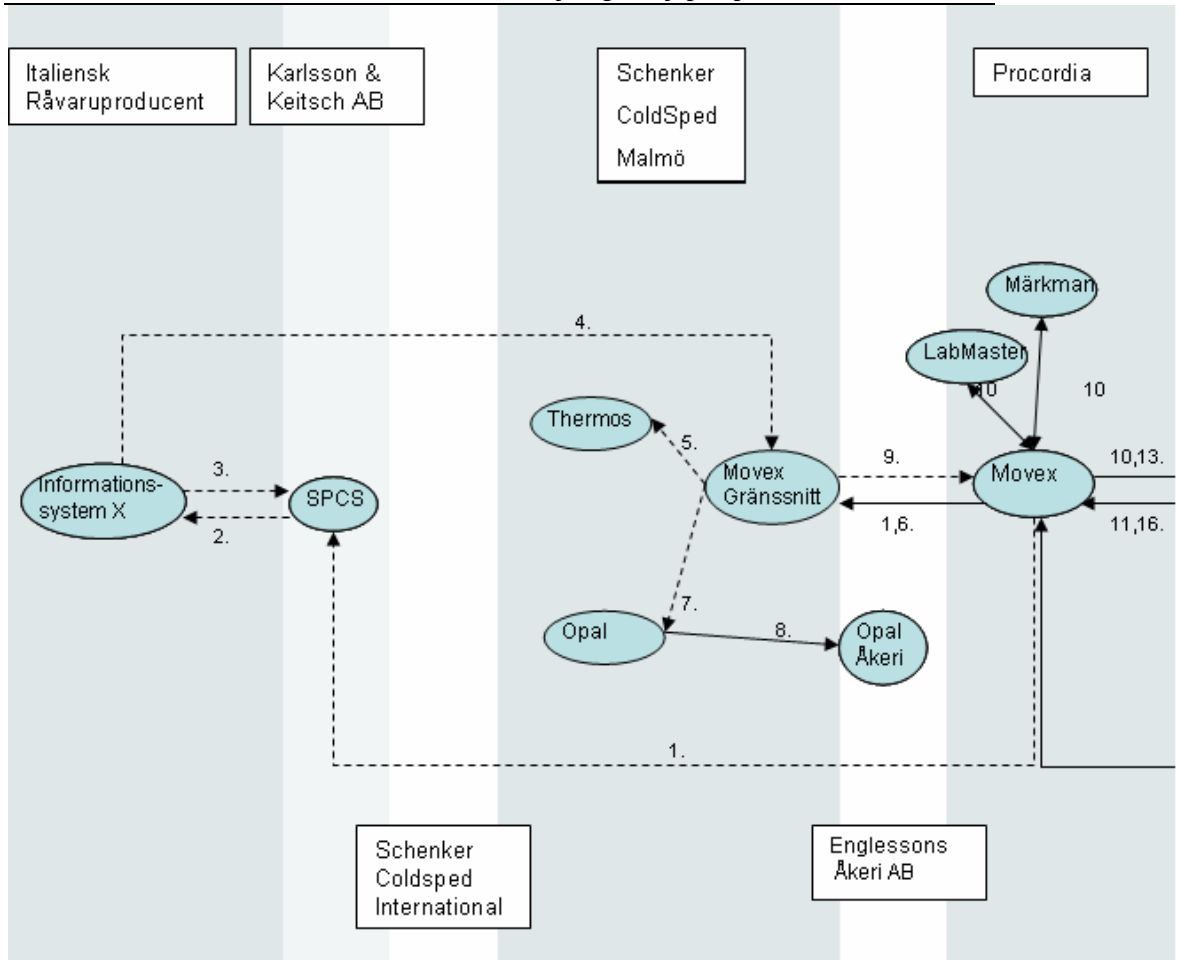 Italiensk
Råvaruproducent
Karlsson &
Keitsch AB
Schenker
ColdSped
Malmö
Procordia
Märkman
LabMaster
10
10
4.
Thermos
5.
Movex
Gränssnitt
9.
Movex
10,13.
1,6.
11,16.
Informations-
system X
3.
2.
SPCS
7.
Opal
8.
Opal
Åkeri
1.
Schenker
Coldsped
International
Englessons
Åkeri AB